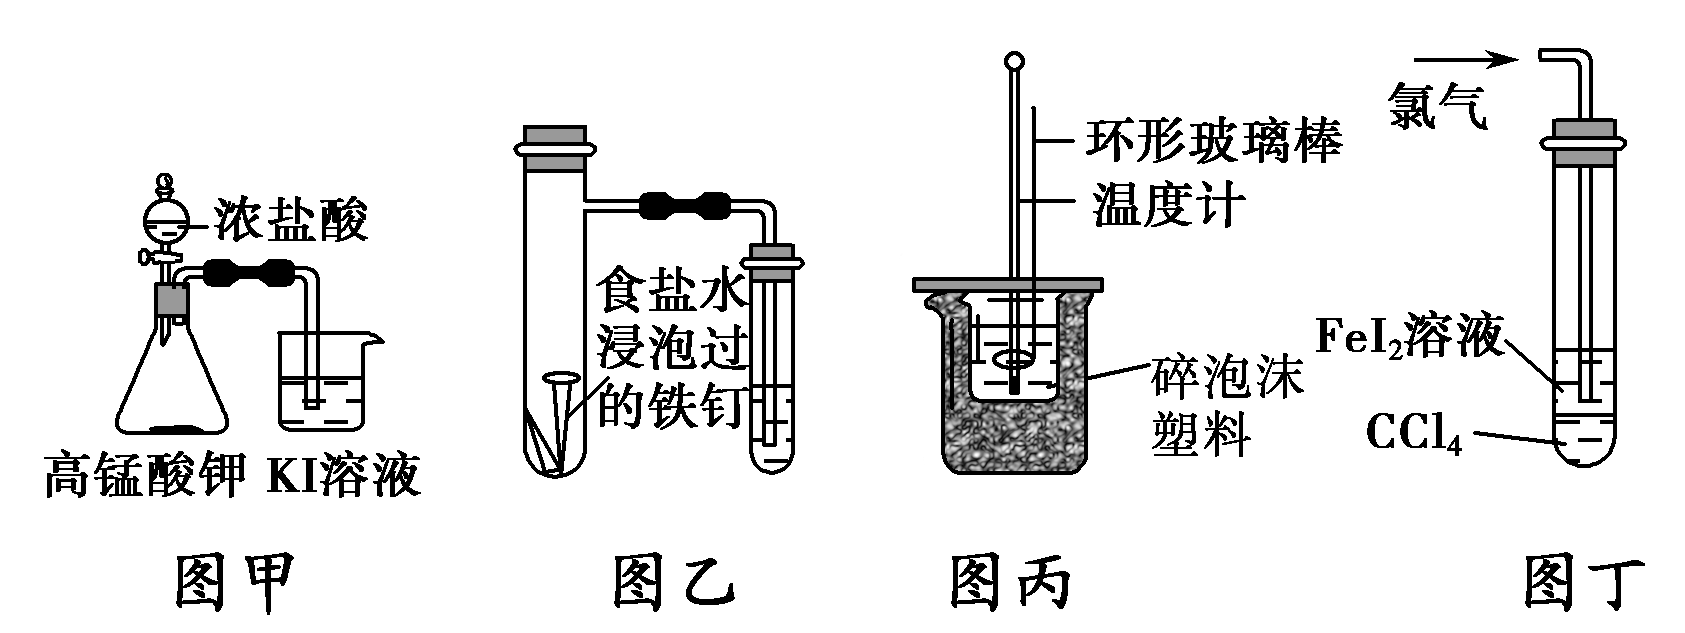 浓盐酸
高锰酸钾 KI溶液
图甲
食盐水
浸泡过
的铁钉
图乙
环形玻璃棒
温度计
碎泡沫
塑料
图丙
氯气
FeI₂溶液
CCl₄
图丁